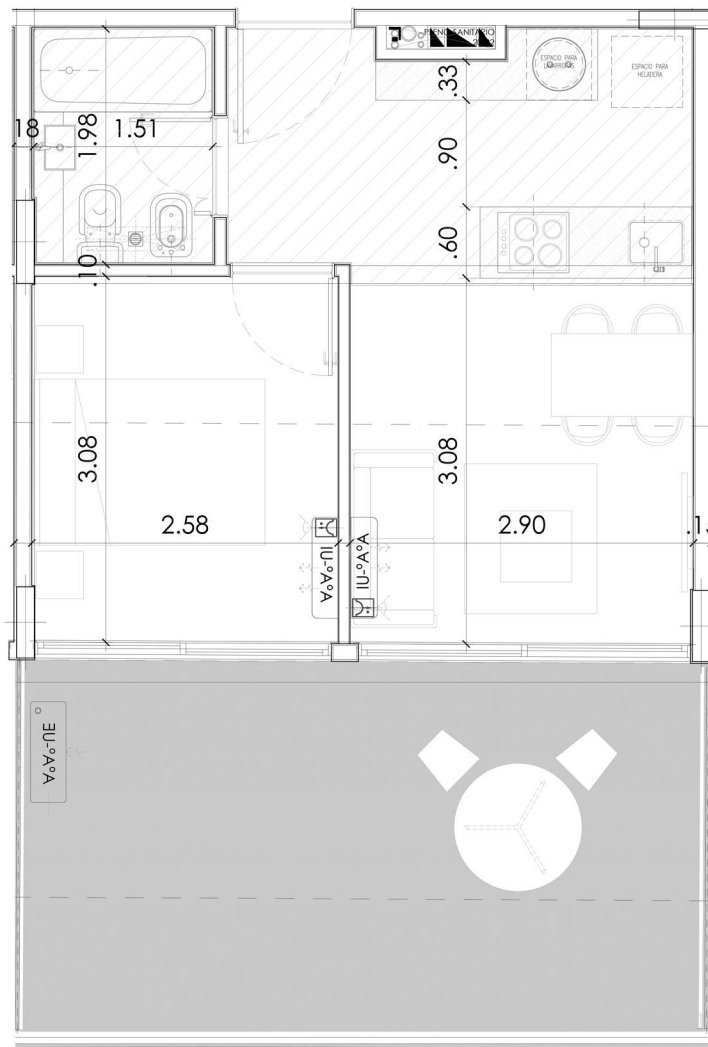 PLENO SANITARIO
ESPACIO PARA
LAVARROPAS
ESPACIO PARA
HELADERA
.33
18
1.98
1.51
.90
.60
.10
3.08
3.08
2.58
2.90
.15
A°A°-UI
A°A°-UI
A°A°-UE